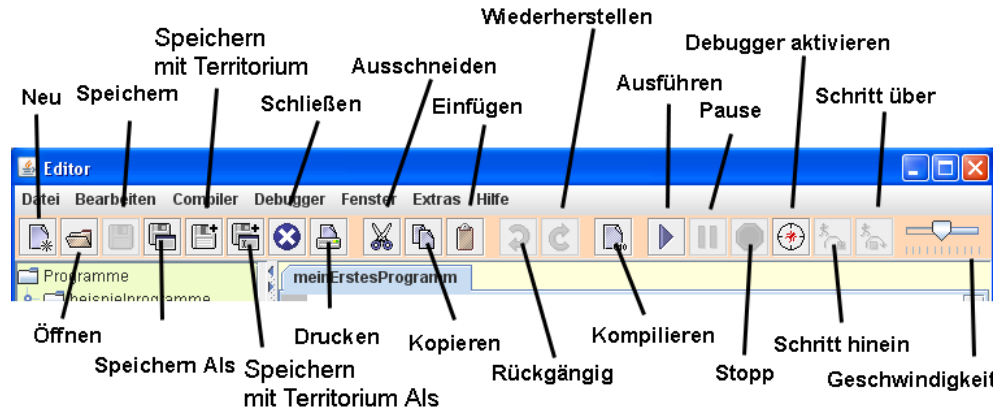 Wiederherstellen
Speichern
mit Territorium
Debugger aktivieren
Ausschneiden
Ausführen
Neu
Speichern
Schließen
Einfügen
Pause
Schritt über
Editor
Datei Bearbeiten Compiler Debugger Fenster Extras Hilfe
Programme
meinErstesProgramm
beispielprogramme
Öffnen
Drucken
Kopieren
Kompilieren
Schritt hinein
Speichern Als
Speichern
mit Territorium Als
Rückgängig
Stopp
Geschwindigkeit